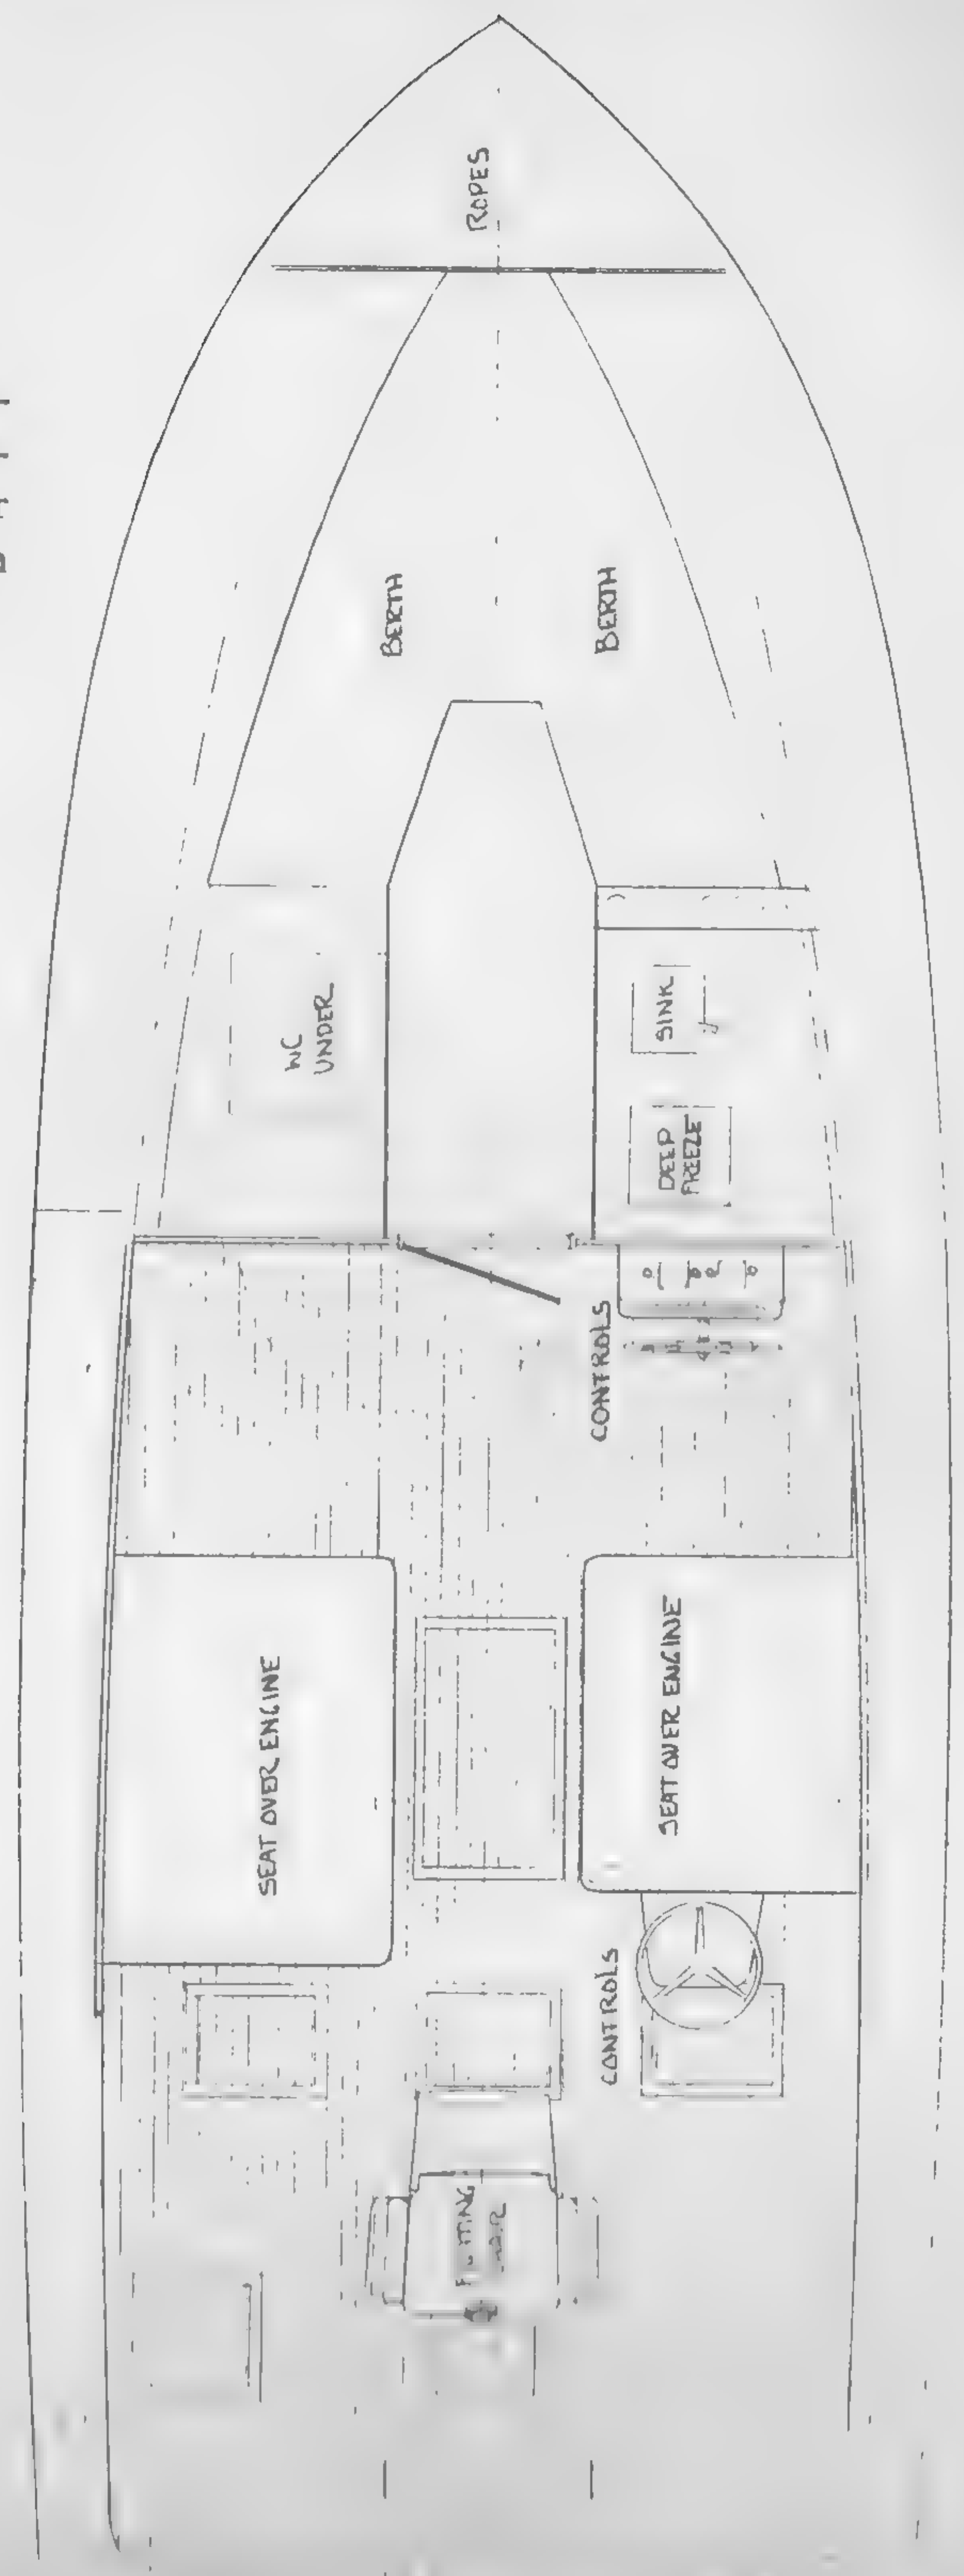 ROPES
BERTH
BERTH
WC
UNDER
SINK
DEEP
FREEZE
CONTROLS
SEAT OVER ENGINE
SEAT OVER ENGINE
CONTROLS